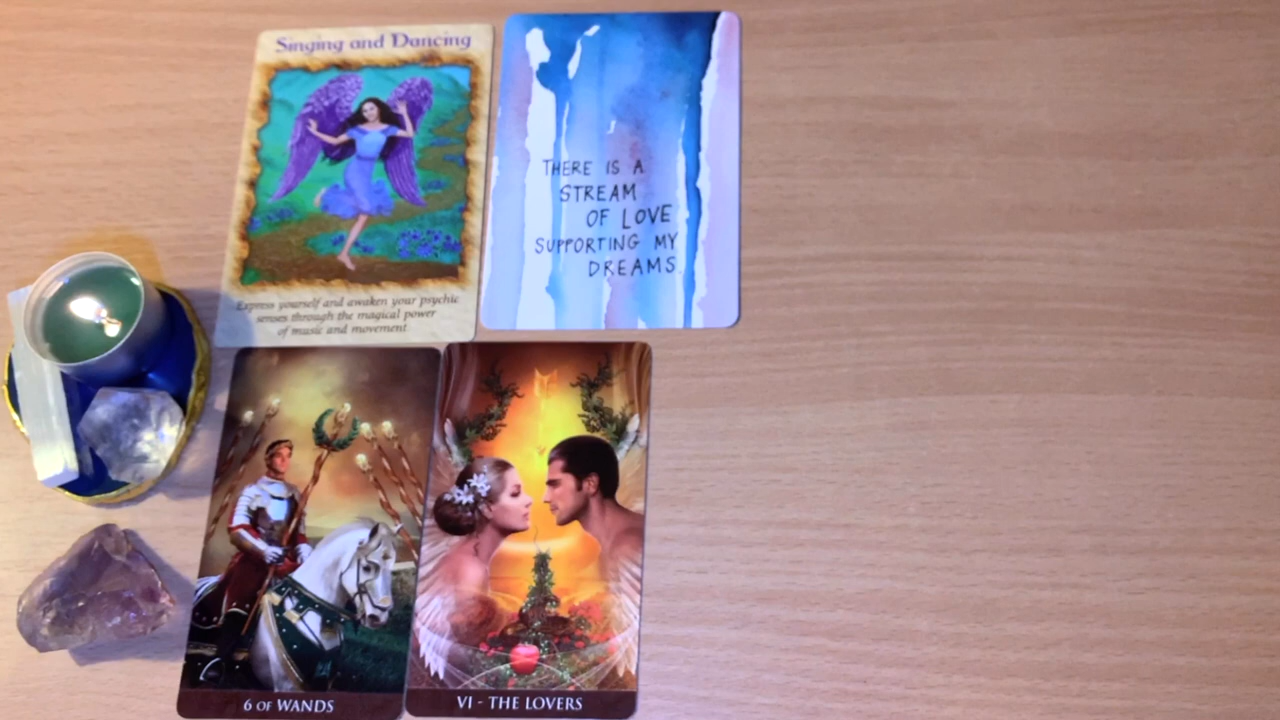 Singing and Dancing
Express yourself and awaken your psychic
senses through the magical power
of music and movement
THERE IS A
STREAM
OF LOVE
SUPPORTING MY
DREAMS.
6 OF WANDS
VI - THE LOVERS